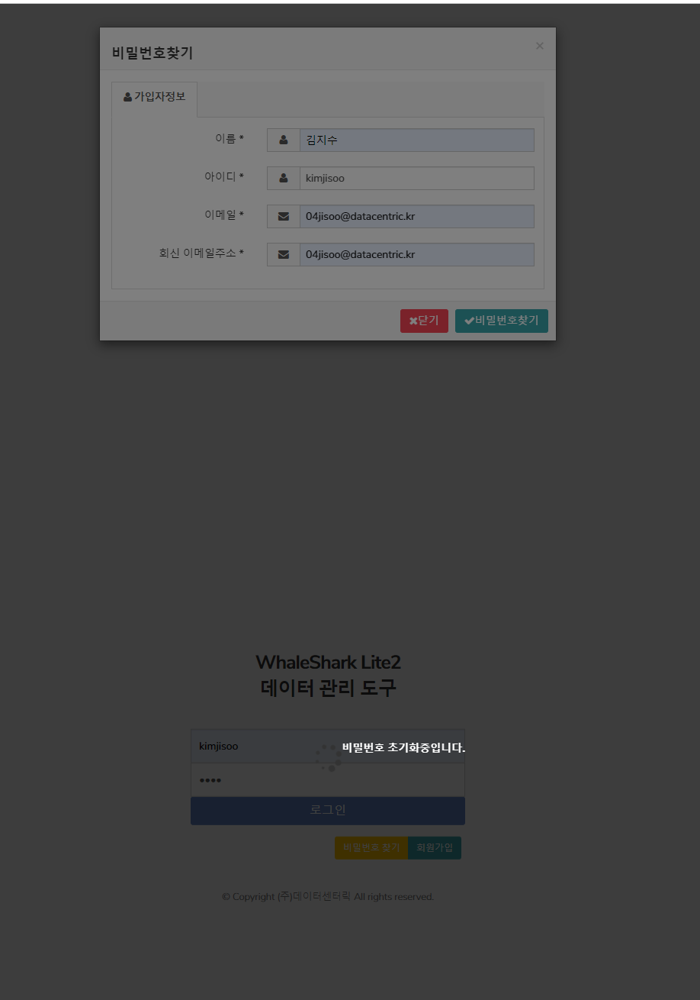 비밀번호찾기
×
가입자정보
이름 *
김지수
아이디 *
kimjisoo
이메일 *
04jisoo@datacentric.kr
회신 이메일주소 *
04jisoo@datacentric.kr
닫기
비밀번호찾기
WhaleShark Lite2
데이터 관리 도구
kimjisoo
비밀번호 초기화중입니다.
••••
로그인
비밀번호 찾기
회원가입
© Copyright (주)데이터센터릭 All rights reserved.